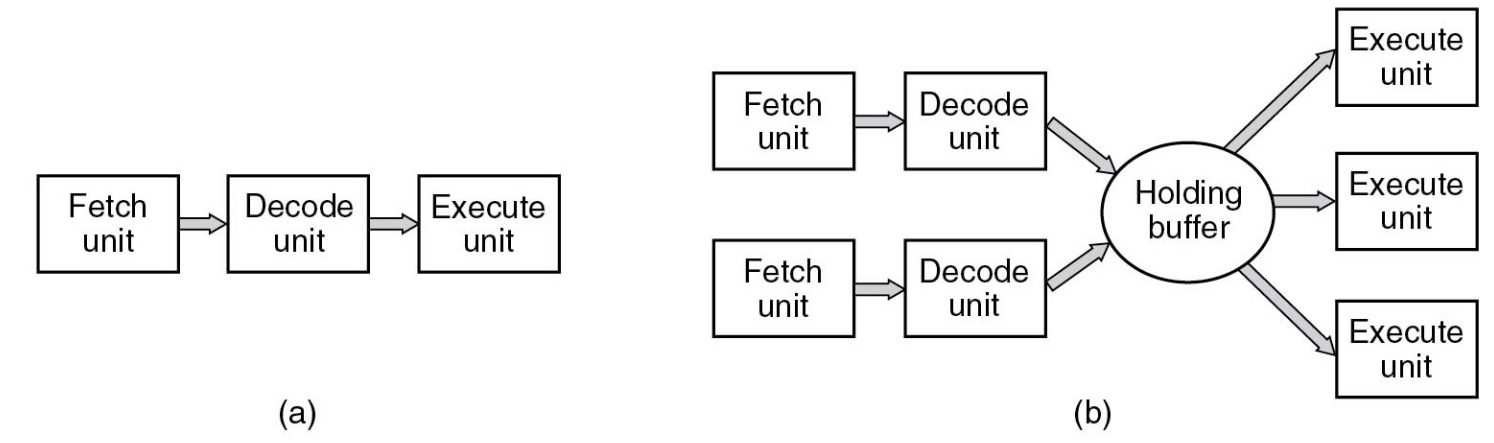 Fetch
unit
Decode
unit
Execute
unit
(a)
Fetch
unit
Decode
unit
Fetch
unit
Decode
unit
Holding
buffer
Execute
unit
Execute
unit
Execute
unit
(b)